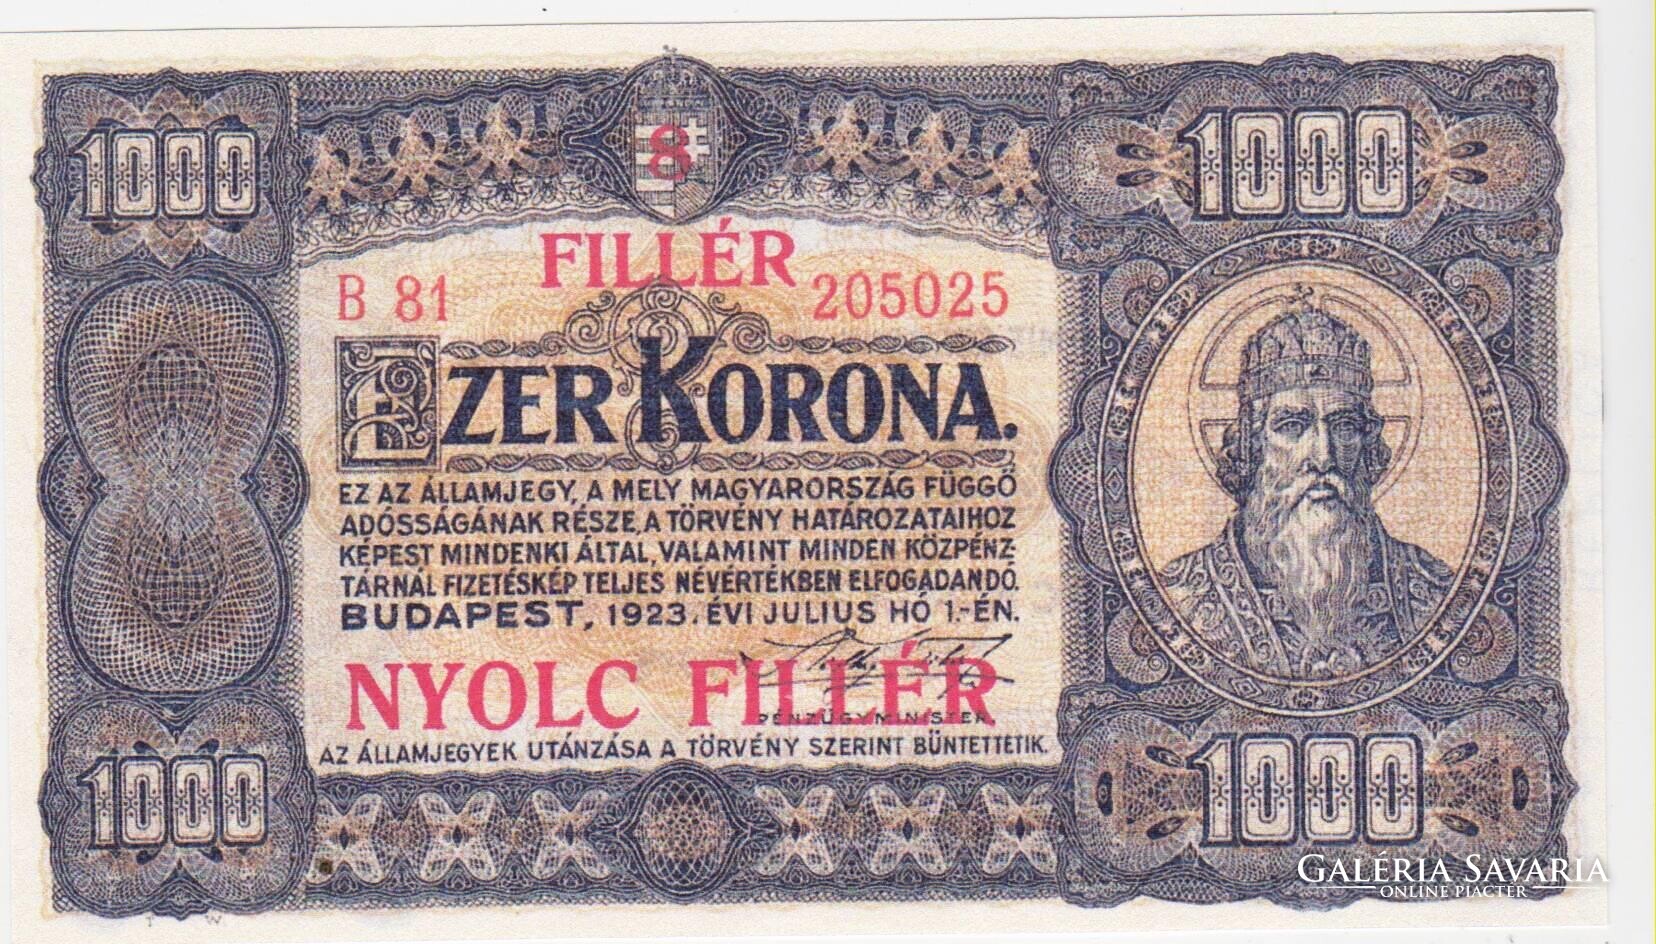 1000
8
1000
FILLÉR
B 81
205025
EZER KORONA.
EZ AZ ÁLLAMJEGY, A MELY MAGYARORSZÁG FÜGGŐ
ADÓSSÁGÁNAK RÉSZE, A TÖRVÉNY HATÁROZATAIHOZ
KÉPEST MINDENKI ÁLTAL, VALAMINT MINDEN KÖZPÉNZ-
TÁRNÁL FIZETÉSKÉP TELJES NÉVÉRTÉKBEN ELFOGADANDÓ.
BUDAPEST, 1923. ÉVI JULIUS HÓ 1.-ÉN.
NYOLC FILLÉR
PÉNZÜGYMINISTER.
AZ ÁLLAMJEGYEK UTÁNZÁSA A TÖRVÉNY SZERINT BÜNTETTETIK.
1000
1000
GALÉRIA SAVARIA
ONLINE PIACTÉR